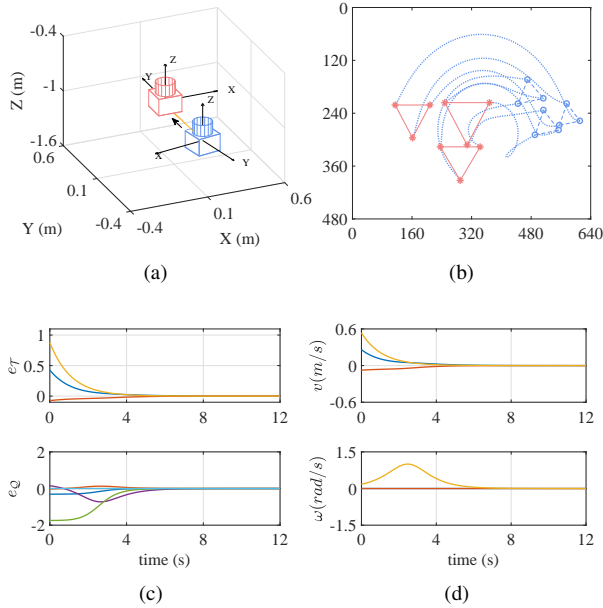 -0.4
-1
-1.6
Z (m)
0.6
0.1
-0.4
Y (m)
-0.4
0.1
0.6
X (m)
Z
Y
X
Z
X
Y
(a)
0
120
240
360
480
0
160
320
480
640
(b)
1
0.5
0
e_𝒯
0
4
8
12
2
0
-2
e_𝒬
0
4
8
12
time (s)
(c)
0.6
0
-0.6
v(m/s)
0
4
8
12
1.5
0
-1.5
ω(rad/s)
0
4
8
12
time (s)
(d)